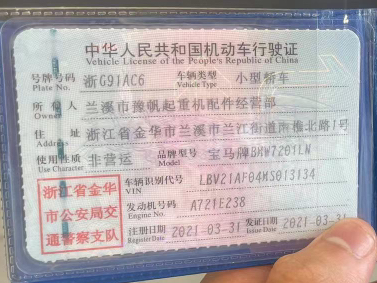 中华人民共和国机动车行驶证
Vehicle License of the People's Republic of China
号牌号码 浙G91AC6 车辆类型 小型轿车
Plate No. Vehicle Type
所有人 兰溪市豫帆起重机配件经营部
Owner
住址 浙江省金华市兰溪市兰江街道雨樵北路1号
Address
使用性质 非营运 品牌型号 宝马牌BMW7201LN
Use Character Model
浙江省金华
市公安局交
通警察支队
车辆识别代号 LBV21AF04MS013134
VIN
发动机号码 A721E238
Engine No.
注册日期 2021-03-31 发证日期 2021-03-31
Register Date Issue Date